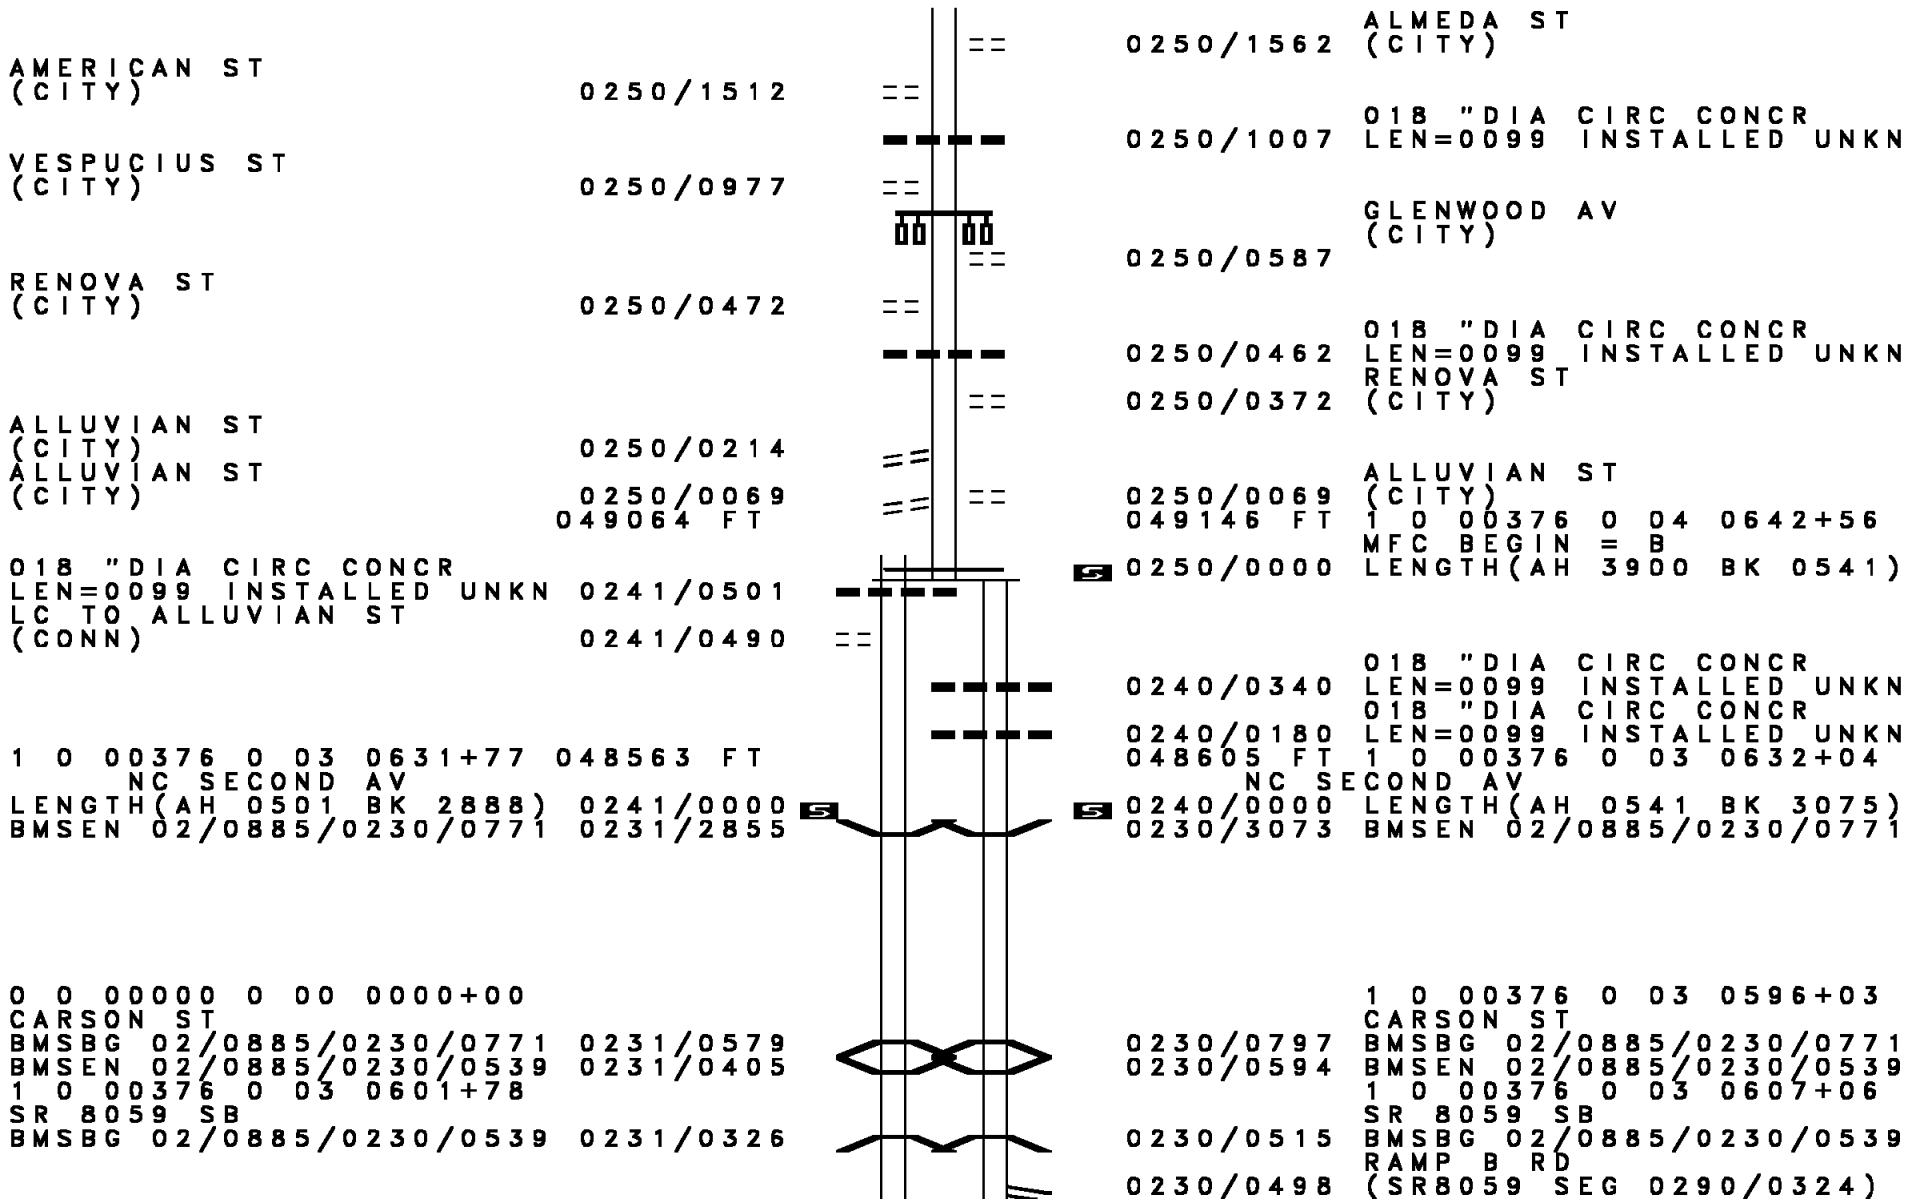 ALMEDA ST
0250/1562 (CITY)
AMERICAN ST
(CITY) 0250/1512
018 "DIA CIRC CONCR
0250/1007 LEN=0099 INSTALLED UNKN
VESPUCIUS ST
(CITY) 0250/0977
GLENWOOD AV
(CITY)
0250/0587
RENOVA ST
(CITY) 0250/0472
018 "DIA CIRC CONCR
0250/0462 LEN=0099 INSTALLED UNKN
RENOVA ST
0250/0372 (CITY)
ALLUVIAN ST
(CITY) 0250/0214
ALLUVIAN ST ALLUVIAN ST
(CITY) 0250/0069 0250/0069 (CITY)
049064 FT 049146 FT 1 0 00376 0 04 0642+56
MFC BEGIN = B
S 0250/0000 LENGTH(AH 3900 BK 0541)
018 "DIA CIRC CONCR
LEN=0099 INSTALLED UNKN 0241/0501
LC TO ALLUVIAN ST
(CONN) 0241/0490
018 "DIA CIRC CONCR
0240/0340 LEN=0099 INSTALLED UNKN
018 "DIA CIRC CONCR
0240/0180 LEN=0099 INSTALLED UNKN
1 0 00376 0 03 0631+77 048563 FT 048605 FT 1 0 00376 0 03 0632+04
NC SECOND AV NC SECOND AV
LENGTH(AH 0501 BK 2888) 0241/0000 S S 0240/0000 LENGTH(AH 0541 BK 3075)
BMSEN 02/0885/0230/0771 0231/2855 0230/3073 BMSEN 02/0885/0230/0771
0 0 00000 0 00 0000+00 1 0 00376 0 03 0596+03
CARSON ST CARSON ST
BMSBG 02/0885/0230/0771 0231/0579 0230/0797 BMSBG 02/0885/0230/0771
BMSEN 02/0885/0230/0539 0231/0405 0230/0594 BMSEN 02/0885/0230/0539
1 0 00376 0 03 0601+78 1 0 00376 0 03 0607+06
SR 8059 SB SR 8059 SB
BMSBG 02/0885/0230/0539 0231/0326 0230/0515 BMSBG 02/0885/0230/0539
RAMP B RD
0230/0498 (SR8059 SEG 0290/0324)